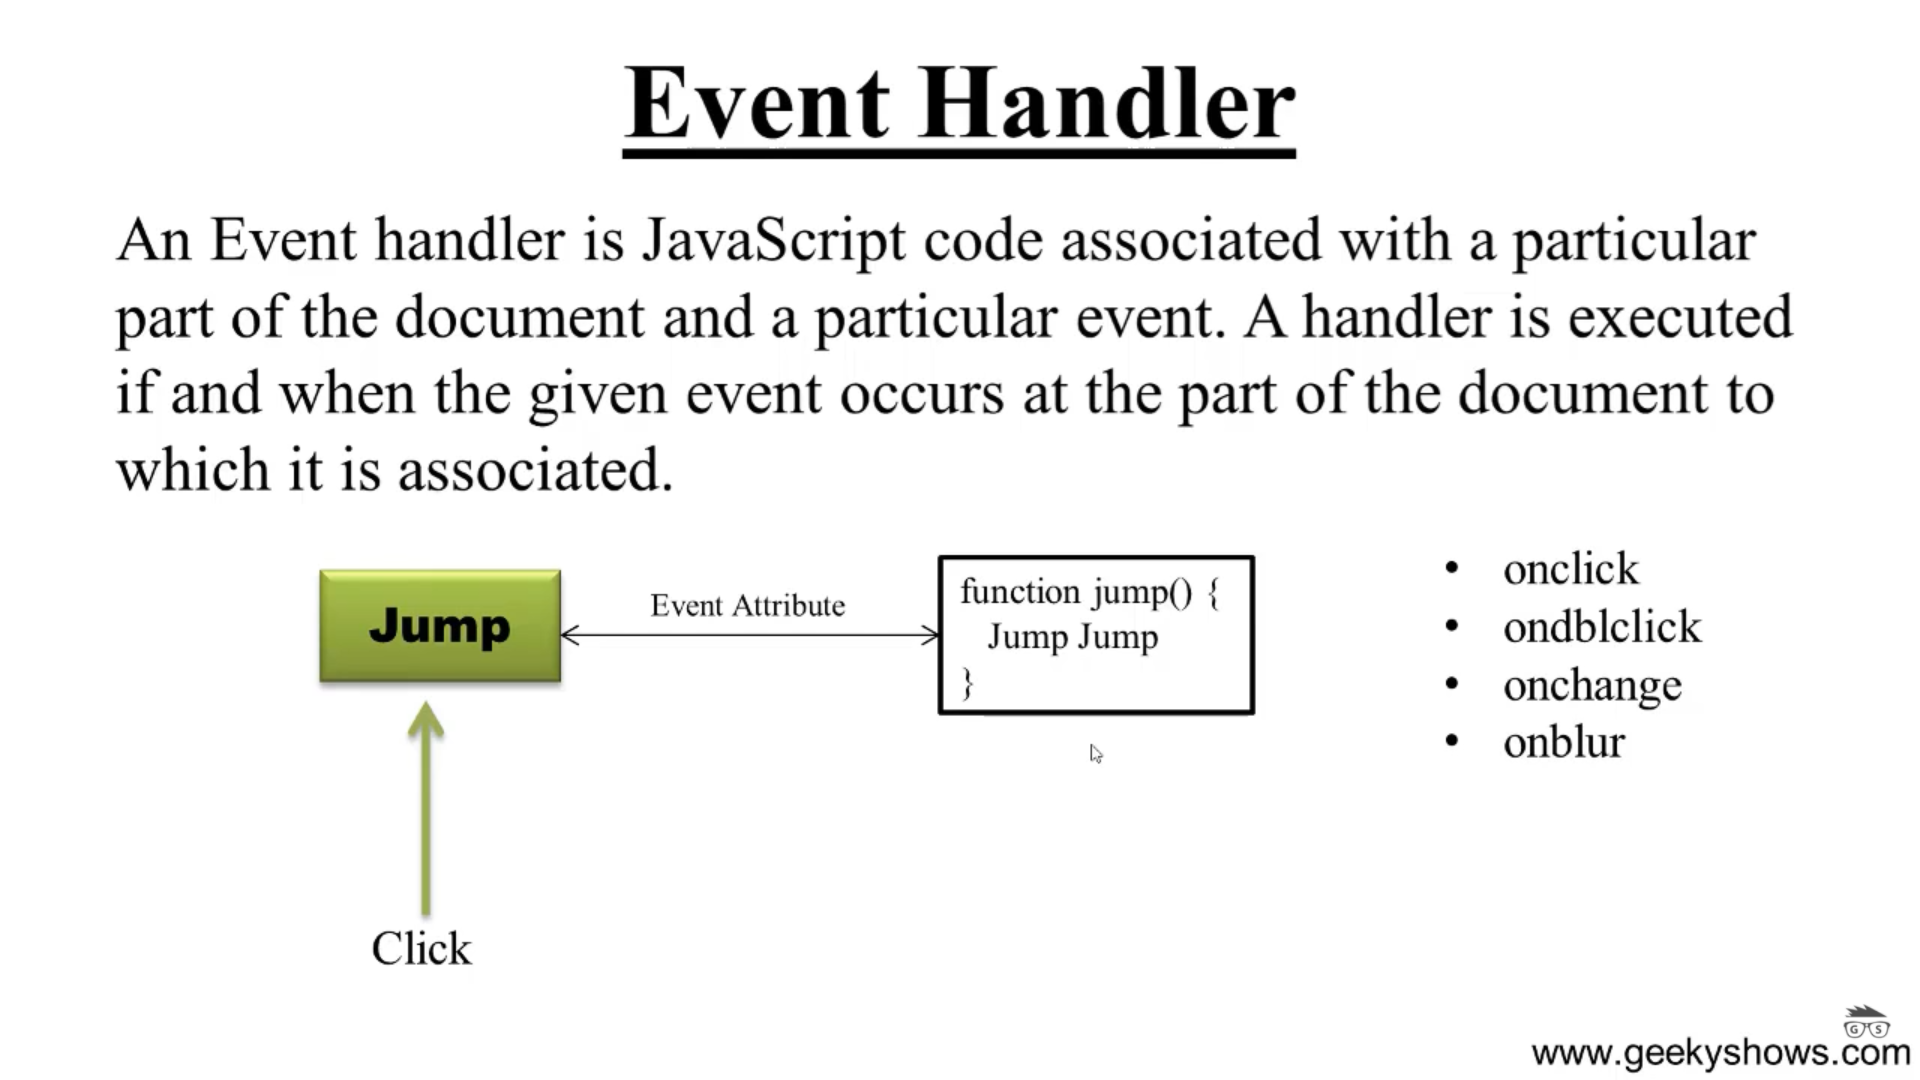 Event Handler
An Event handler is JavaScript code associated with a particular
part of the document and a particular event. A handler is executed
if and when the given event occurs at the part of the document to
which it is associated.
Jump
Event Attribute
function jump() {
Jump Jump
}
• onclick
• ondblclick
• onchange
• onblur
Click
G S
www.geekyshows.com